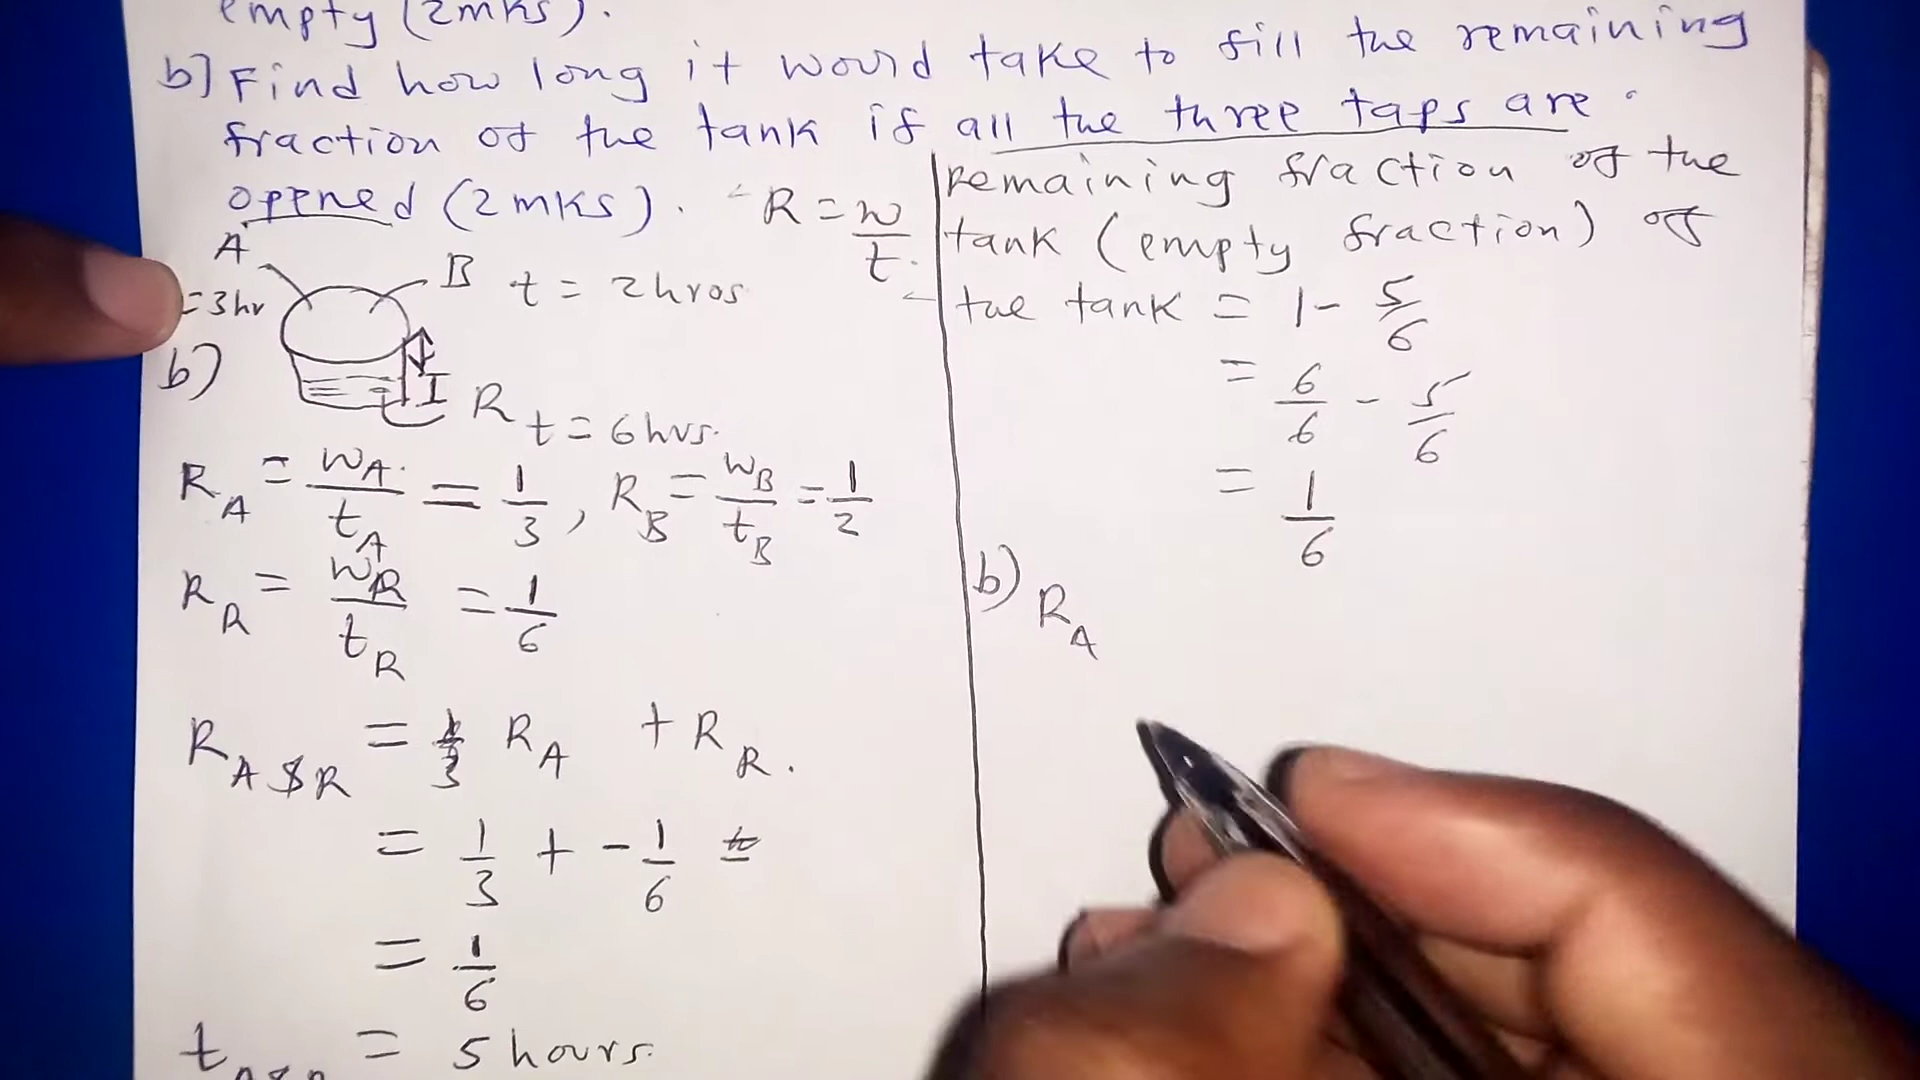 empty (2mks).
b] Find how long it would take to fill the remaining
fraction of the tank if all the three taps are
opened (2mks).
R = w/t.
A
= 3hr
B t = 2hros
b)
R t = 6hrs.
R_A = w_A/t_A = 1/3, R_B = w_B/t_B = 1/2
R_R = w_R/t_R = 1/6
R_A&R = R_A + R_R.
= 1/3 + - 1/6
= 1/6
t = 5 hours.
remaining fraction of the
tank (empty fraction) of
the tank = 1 - 5/6
= 6/6 - 5/6
= 1/6
b) R_A